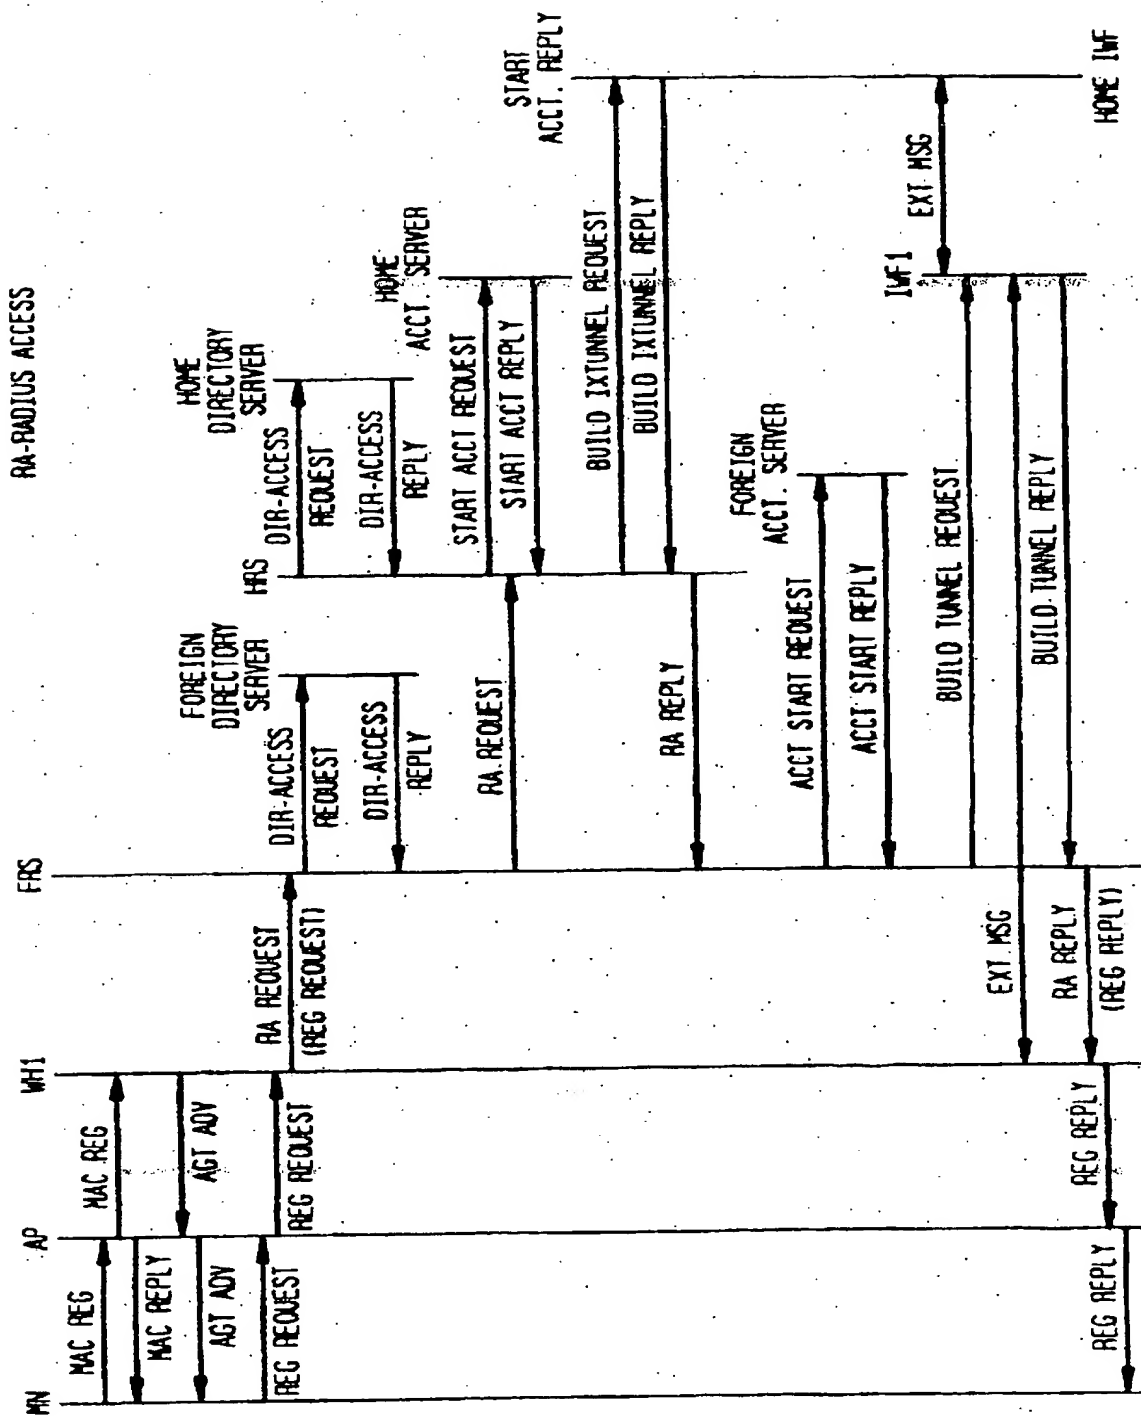 RA-RADIUS ACCESS
MN
AP
WH1
FRS
FOREIGN
DIRECTORY
SERVER
HRS
HOME
DIRECTORY
SERVER
HOME
ACCT. SERVER
START
ACCT. REPLY
MAC REG
MAC REG
MAC REPLY
AGT ADV
AGT ADV
REG REQUEST
REG REQUEST
RA REQUEST
(REG REQUEST)
DIR-ACCESS
REQUEST
DIR-ACCESS
REPLY
DIR-ACCESS
REQUEST
DIR-ACCESS
REPLY
RA REQUEST
START ACCT REQUEST
START ACCT REPLY
BUILD IXTUNNEL REQUEST
BUILD IXTUNNEL REPLY
RA REPLY
FOREIGN
ACCT. SERVER
ACCT START REQUEST
ACCT START REPLY
IWF1
EXT MSG
BUILD TUNNEL REQUEST
BUILD TUNNEL REPLY
EXT MSG
RA REPLY
(REG REPLY)
REG REPLY
REG REPLY
HOME IWF